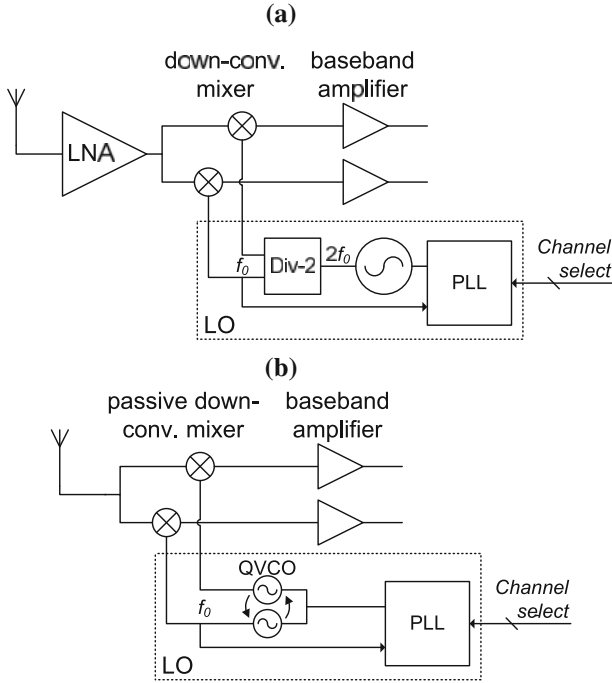 (a)
down-conv.
mixer
baseband
amplifier
LNA
Div-2
f0
2f0
PLL
Channel
select
LO
(b)
passive down-
conv. mixer
baseband
amplifier
QVCO
f0
PLL
Channel
select
LO